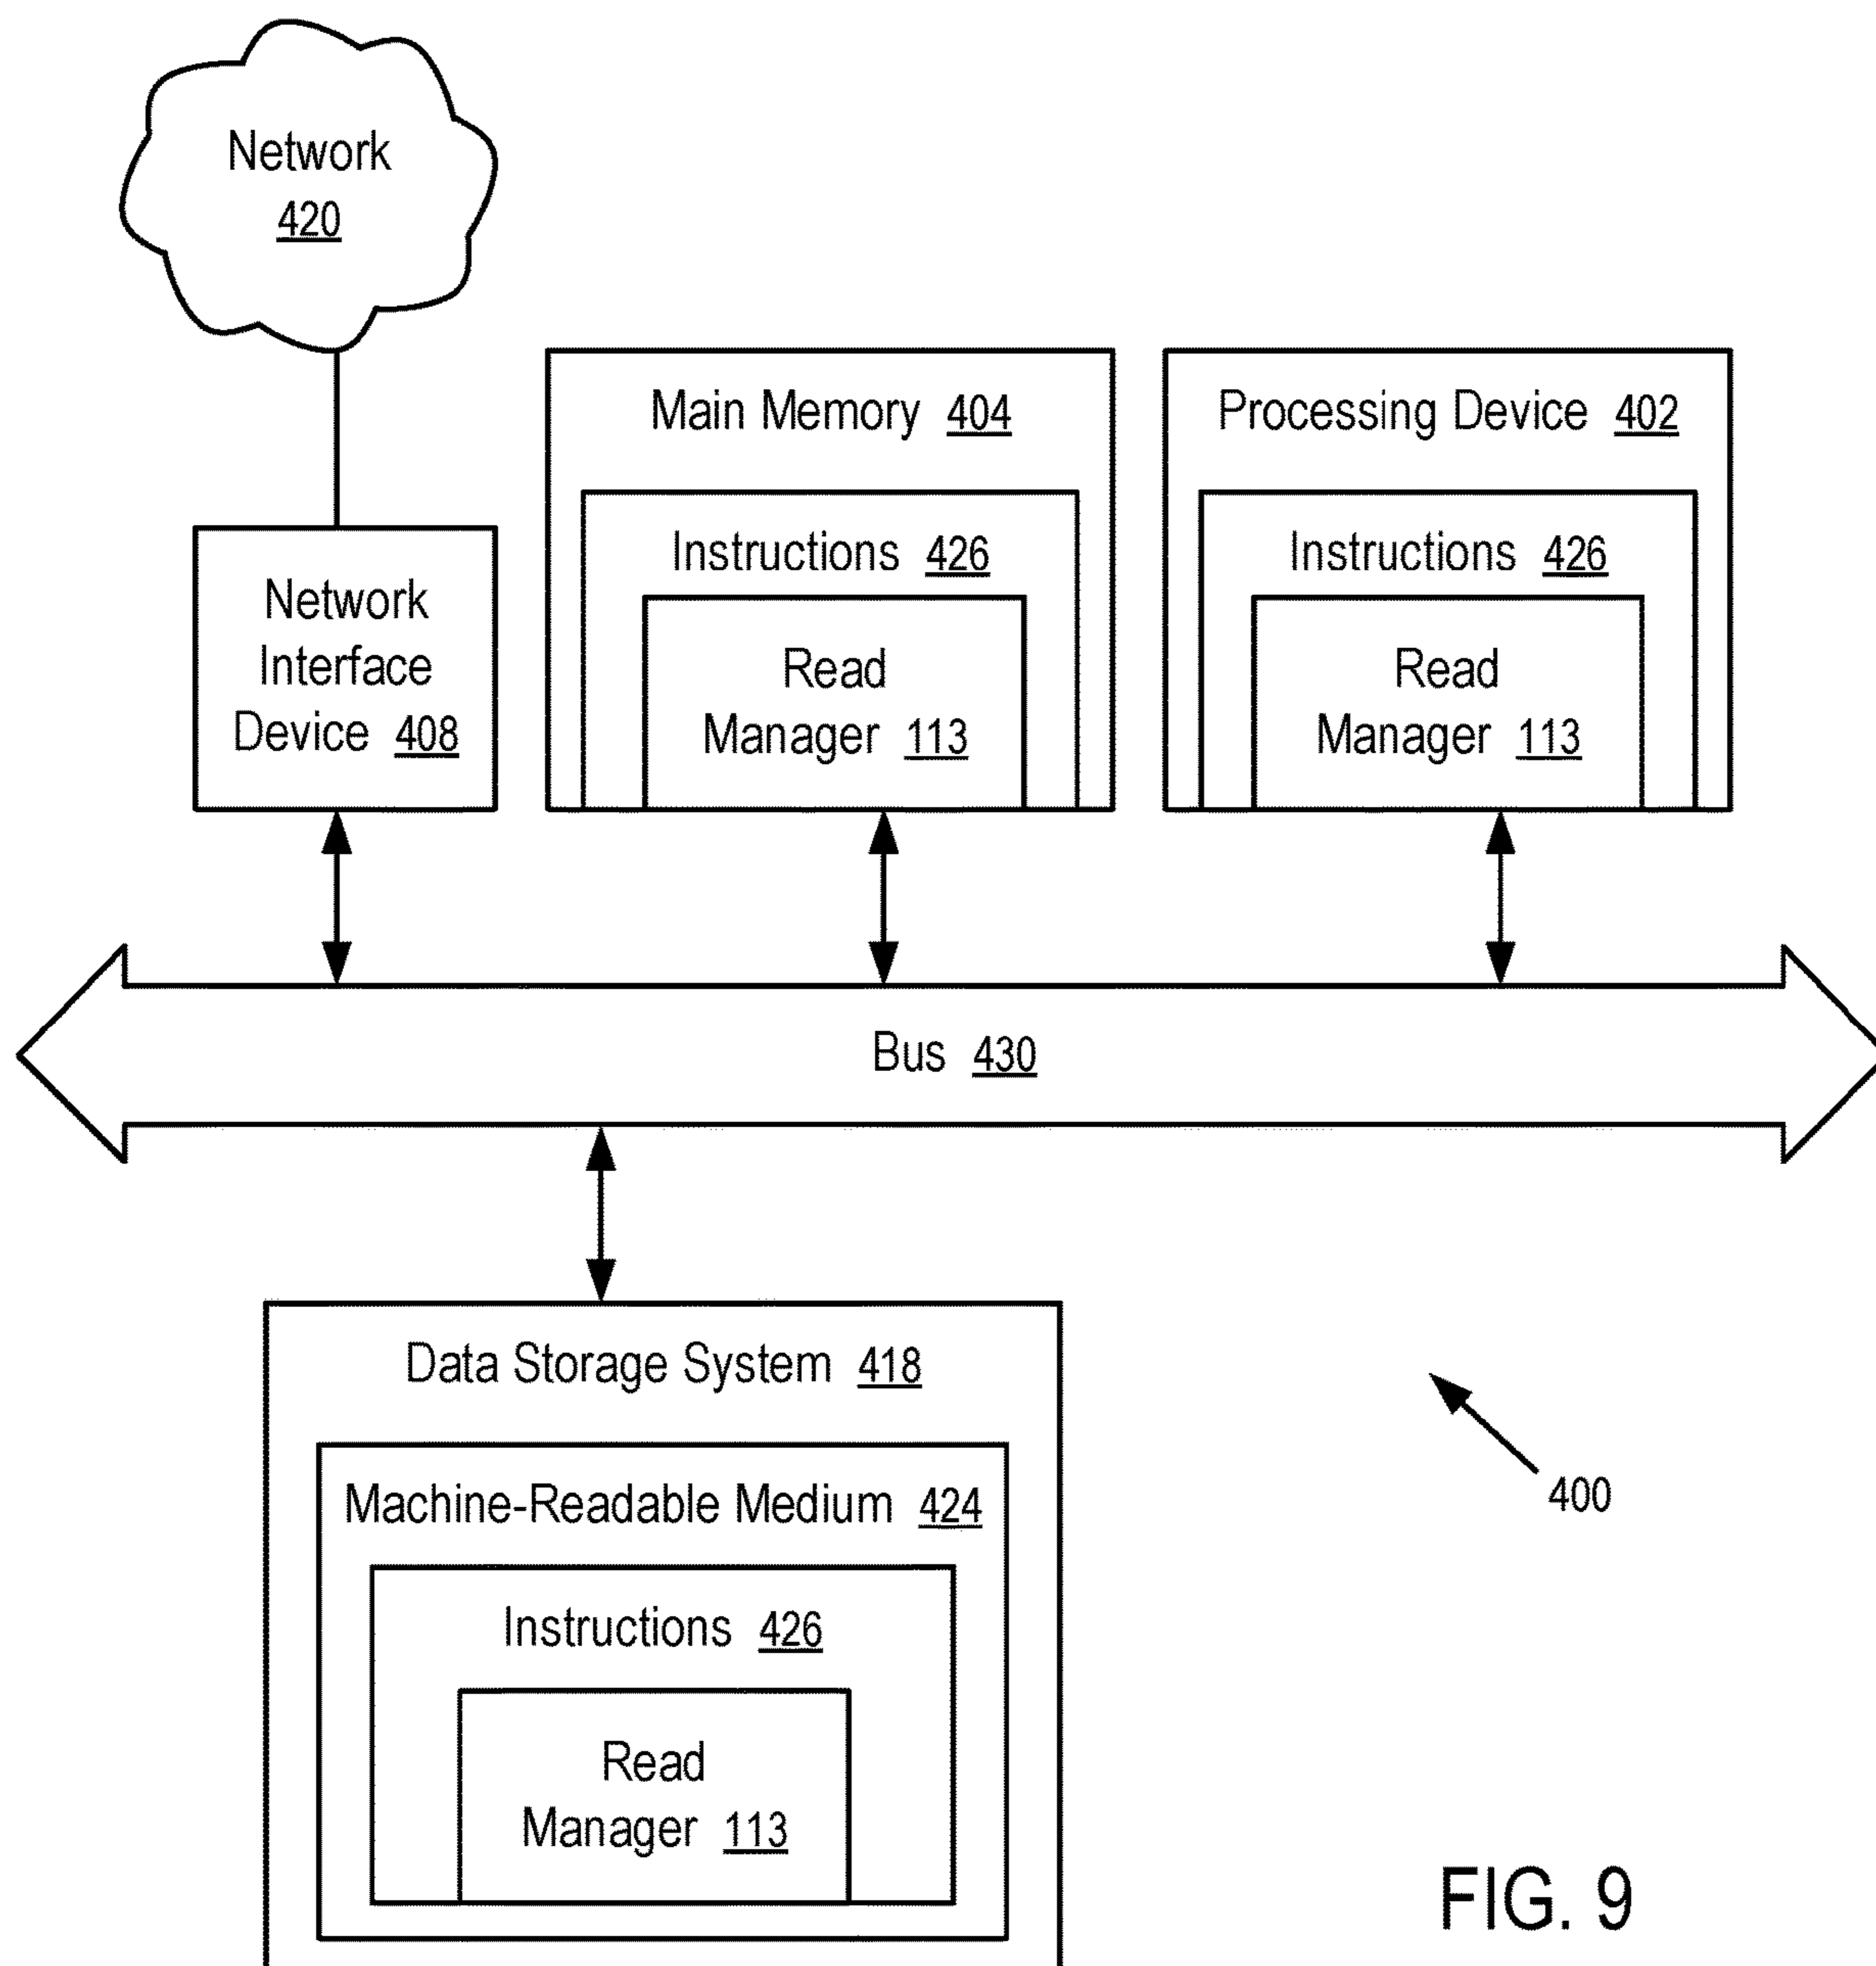 Network
420
Main Memory 404
Processing Device 402
Instructions 426
Instructions 426
Network
Interface
Device 408
Read
Manager 113
Read
Manager 113
Bus 430
Data Storage System 418
Machine-Readable Medium 424
400
Instructions 426
Read
Manager 113
FIG. 9